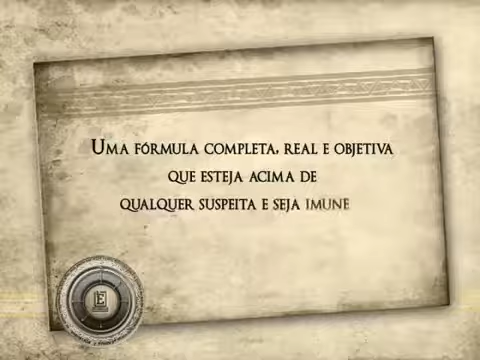 Uma fórmula completa, real e objetiva
que esteja acima de
qualquer suspeita e seja imune
E